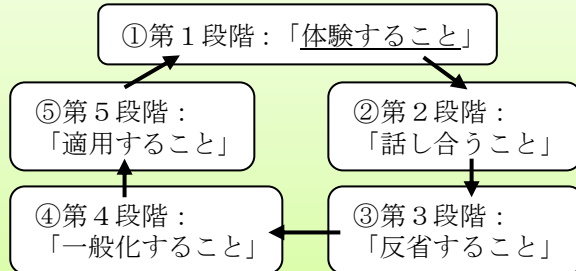 ①第１段階：「体験すること」
②第２段階：
「話し合うこと」
③第３段階：
「反省すること」
④第４段階：
「一般化すること」
⑤第５段階：
「適用すること」